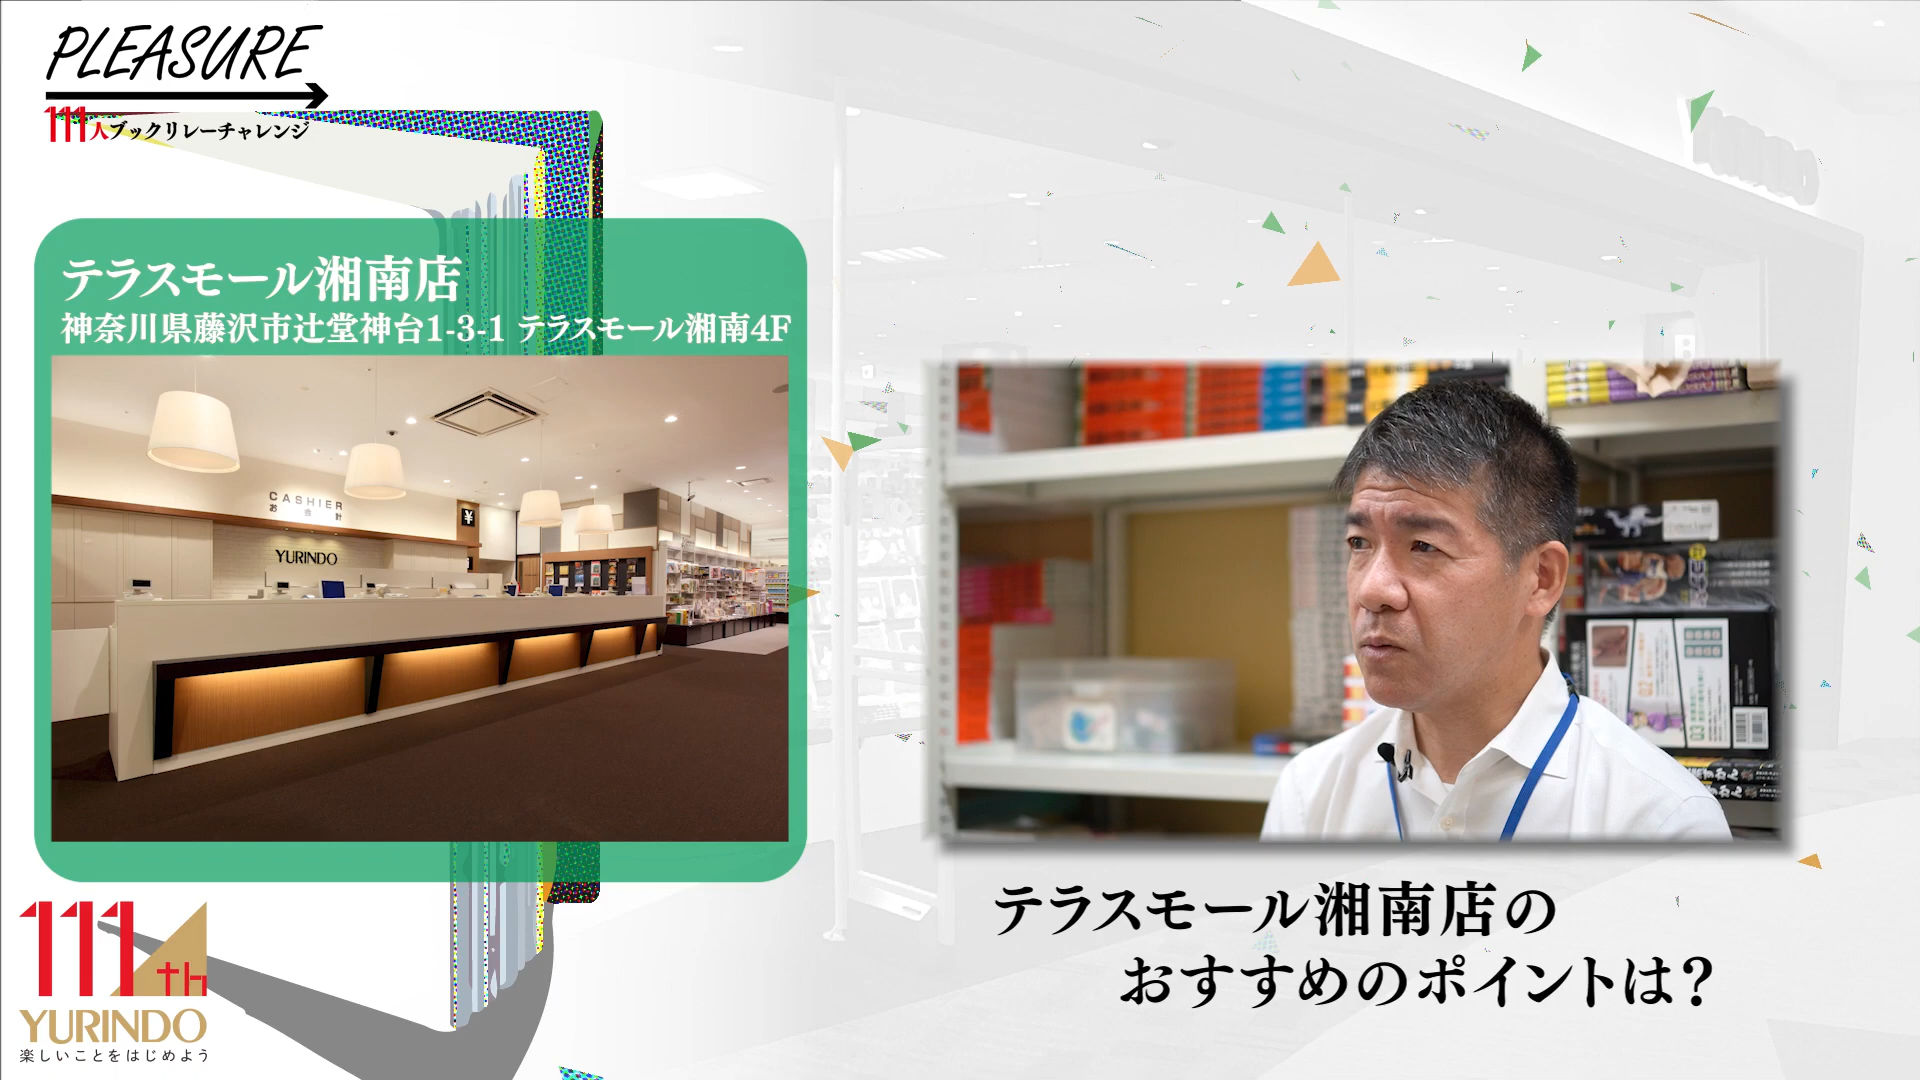 PLEASURE
111人ブックリレーチャレンジ
テラスモール湘南店
神奈川県藤沢市辻堂神台1-3-1 テラスモール湘南4F
CASHIER
お会計
¥
YURINDO
テラスモール湘南店の
おすすめのポイントは？
111th
YURINDO
楽しいことをはじめよう